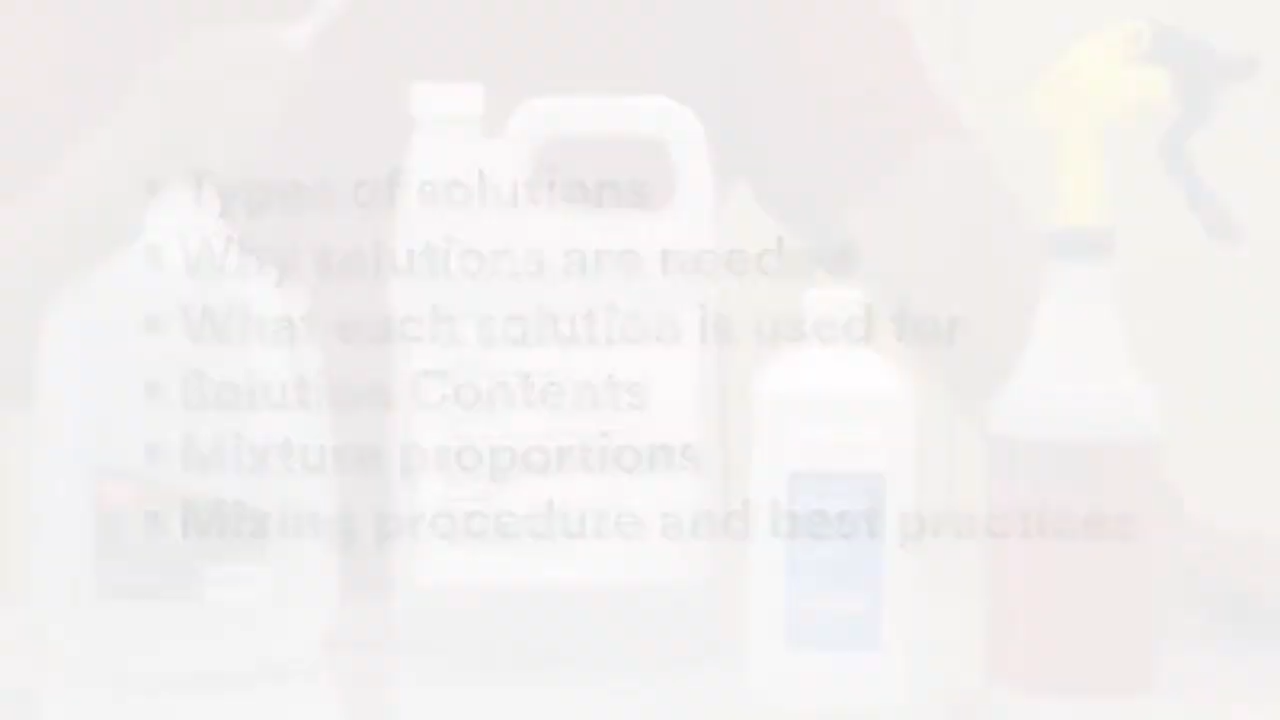 • Types of solutions
• Why solutions are needed
• What each solution is used for
• Solution Contents
• Mixture proportions
• Mixing procedure and best practices